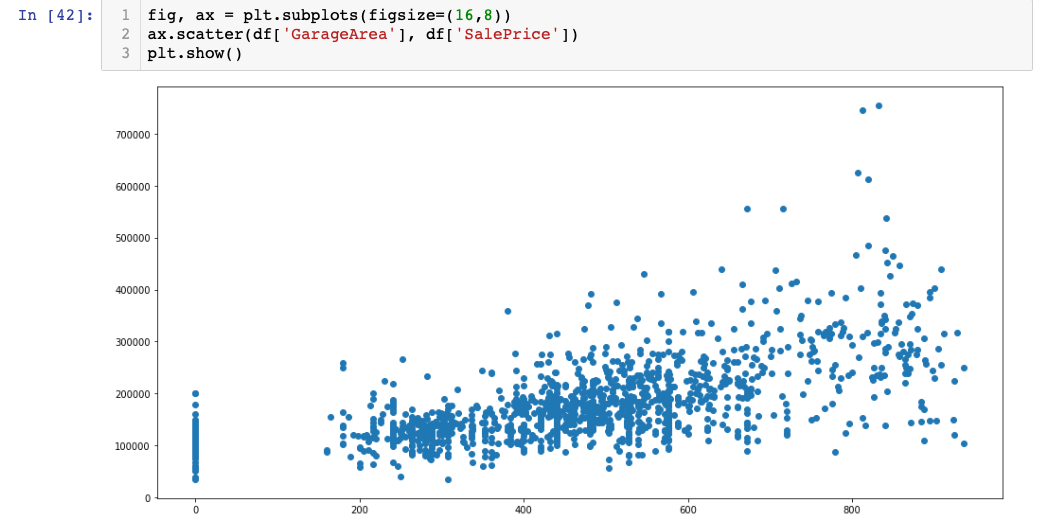 In [42]:
1 fig, ax = plt.subplots(figsize=(16,8))
2 ax.scatter(df['GarageArea'], df['SalePrice'])
3 plt.show()
700000
600000
500000
400000
300000
200000
100000
0
0 200 400 600 800